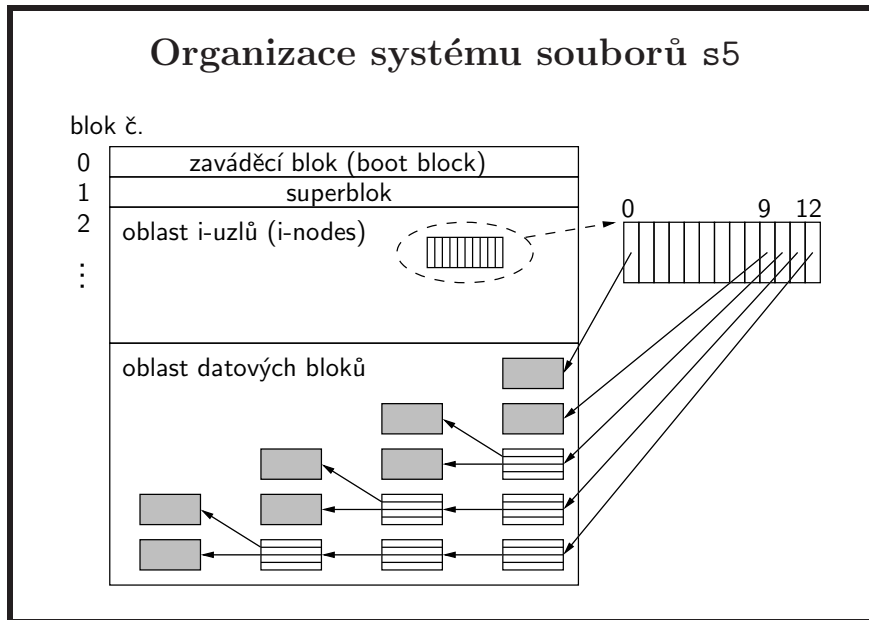 Organizace systému souborů s5
blok č.
0 zaváděcí blok (boot block)
1 superblok
2 oblast i-uzlů (i-nodes)
⋮
0 9 12
oblast datových bloků